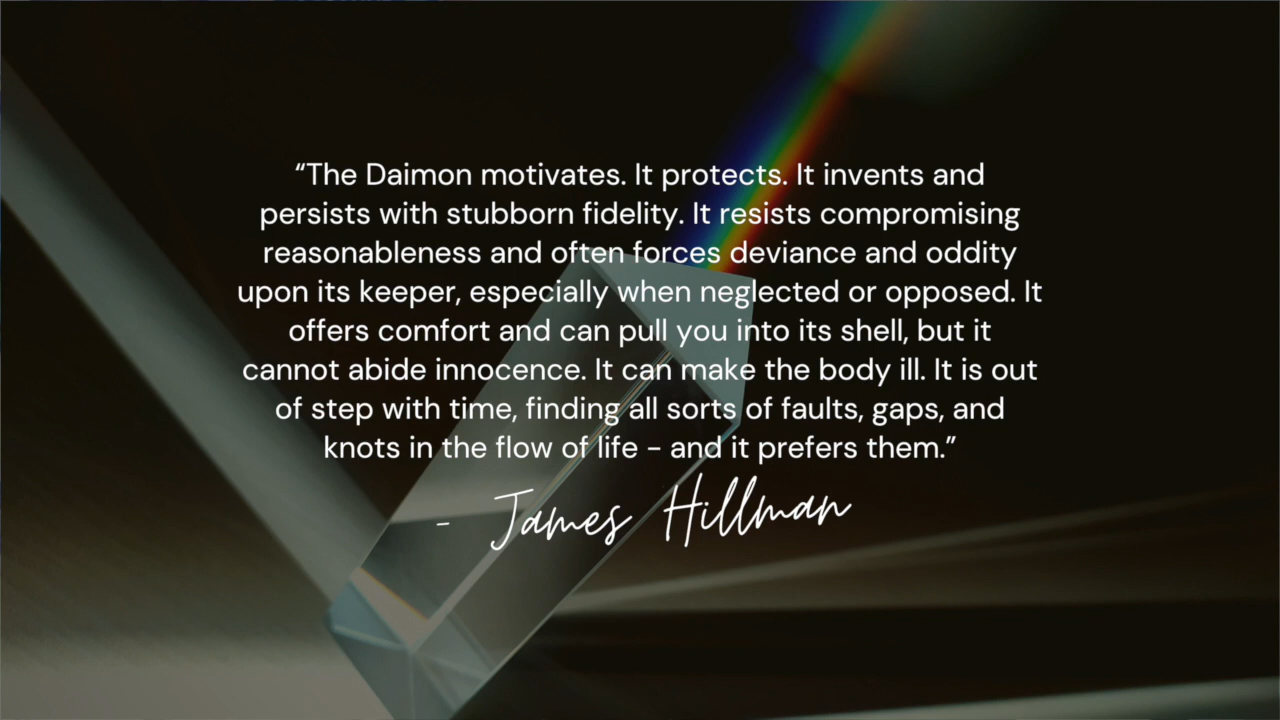 “The Daimon motivates. It protects. It invents and
persists with stubborn fidelity. It resists compromising
reasonableness and often forces deviance and oddity
upon its keeper, especially when neglected or opposed. It
offers comfort and can pull you into its shell, but it
cannot abide innocence. It can make the body ill. It is out
of step with time, finding all sorts of faults, gaps, and
knots in the flow of life – and it prefers them.”
- James Hillman